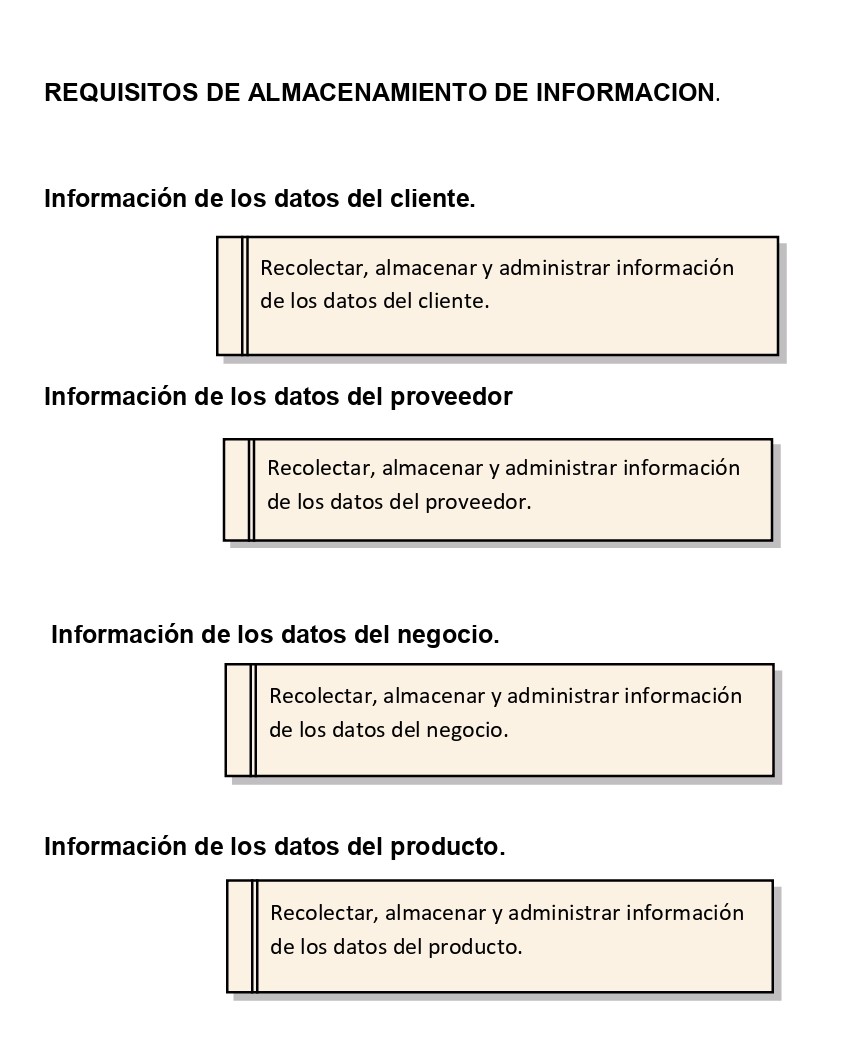 REQUISITOS DE ALMACENAMIENTO DE INFORMACION.
Información de los datos del cliente.
Recolectar, almacenar y administrar información
de los datos del cliente.
Información de los datos del proveedor
Recolectar, almacenar y administrar información
de los datos del proveedor.
Información de los datos del negocio.
Recolectar, almacenar y administrar información
de los datos del negocio.
Información de los datos del producto.
Recolectar, almacenar y administrar información
de los datos del producto.